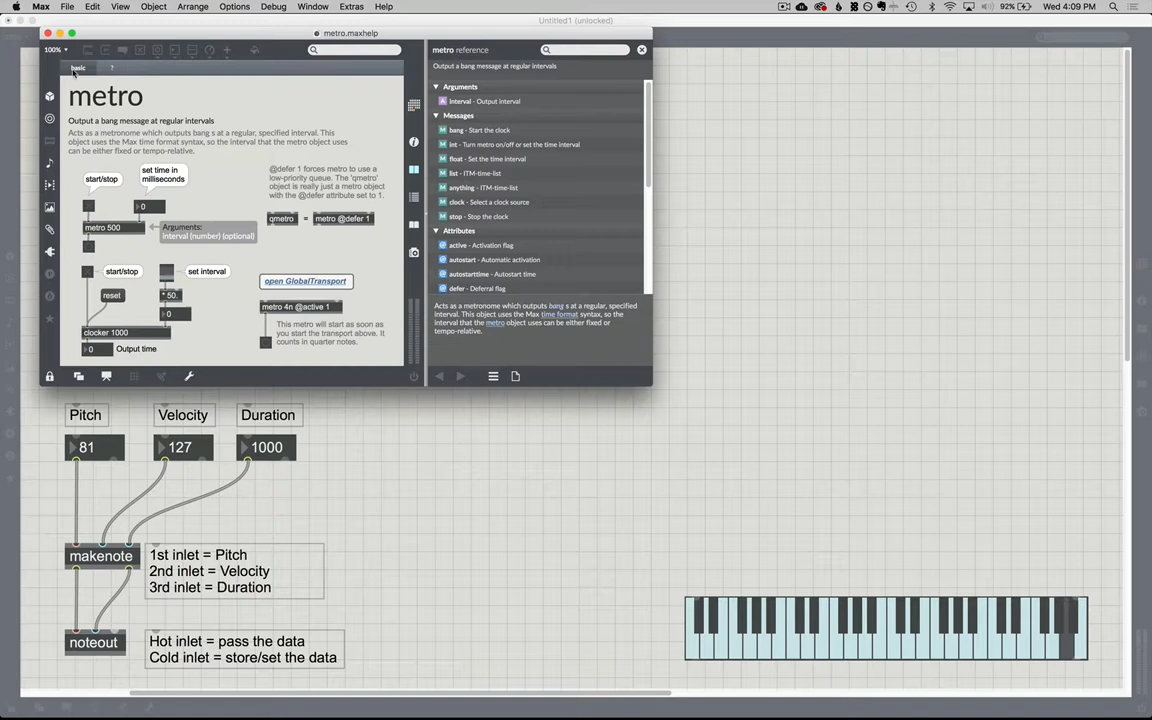 Max File Edit View Object Arrange Options Debug Window Extras Help
92% Wed 4:09 PM
Untitled1 (unlocked)
metro.maxhelp
100%
basic ?
metro
Output a bang message at regular intervals
Acts as a metronome which outputs bang s at a regular, specified interval. This
object uses the Max time format syntax, so the interval that the metro object uses
can be either fixed or tempo-relative.
start/stop
set time in
milliseconds
0
metro 500
Arguments:
interval (number) (optional)
@defer 1 forces metro to use a
low-priority queue. The 'qmetro'
object is really just a metro object
with the @defer attribute set to 1.
qmetro = metro @defer 1
start/stop
set interval
reset
* 50.
0
clocker 1000
0 Output time
open GlobalTransport
metro 4n @active 1
This metro will start as soon as
you start the transport above. It
counts in quarter notes.
metro reference
Output a bang message at regular intervals
Arguments
A interval - Output interval
Messages
M bang - Start the clock
M int - Turn metro on/off or set the time interval
M float - Set the time interval
M list - ITM-time-list
M anything - ITM-time-list
M clock - Select a clock source
M stop - Stop the clock
Attributes
@ active - Activation flag
@ autostart - Automatic activation
@ autostarttime - Autostart time
@ defer - Deferral flag
Acts as a metronome which outputs bang s at a regular, specified
interval. This object uses the Max time format syntax, so the
interval that the metro object uses can be either fixed or
tempo-relative.
Pitch Velocity Duration
81 127 1000
makenote
1st inlet = Pitch
2nd inlet = Velocity
3rd inlet = Duration
noteout
Hot inlet = pass the data
Cold inlet = store/set the data